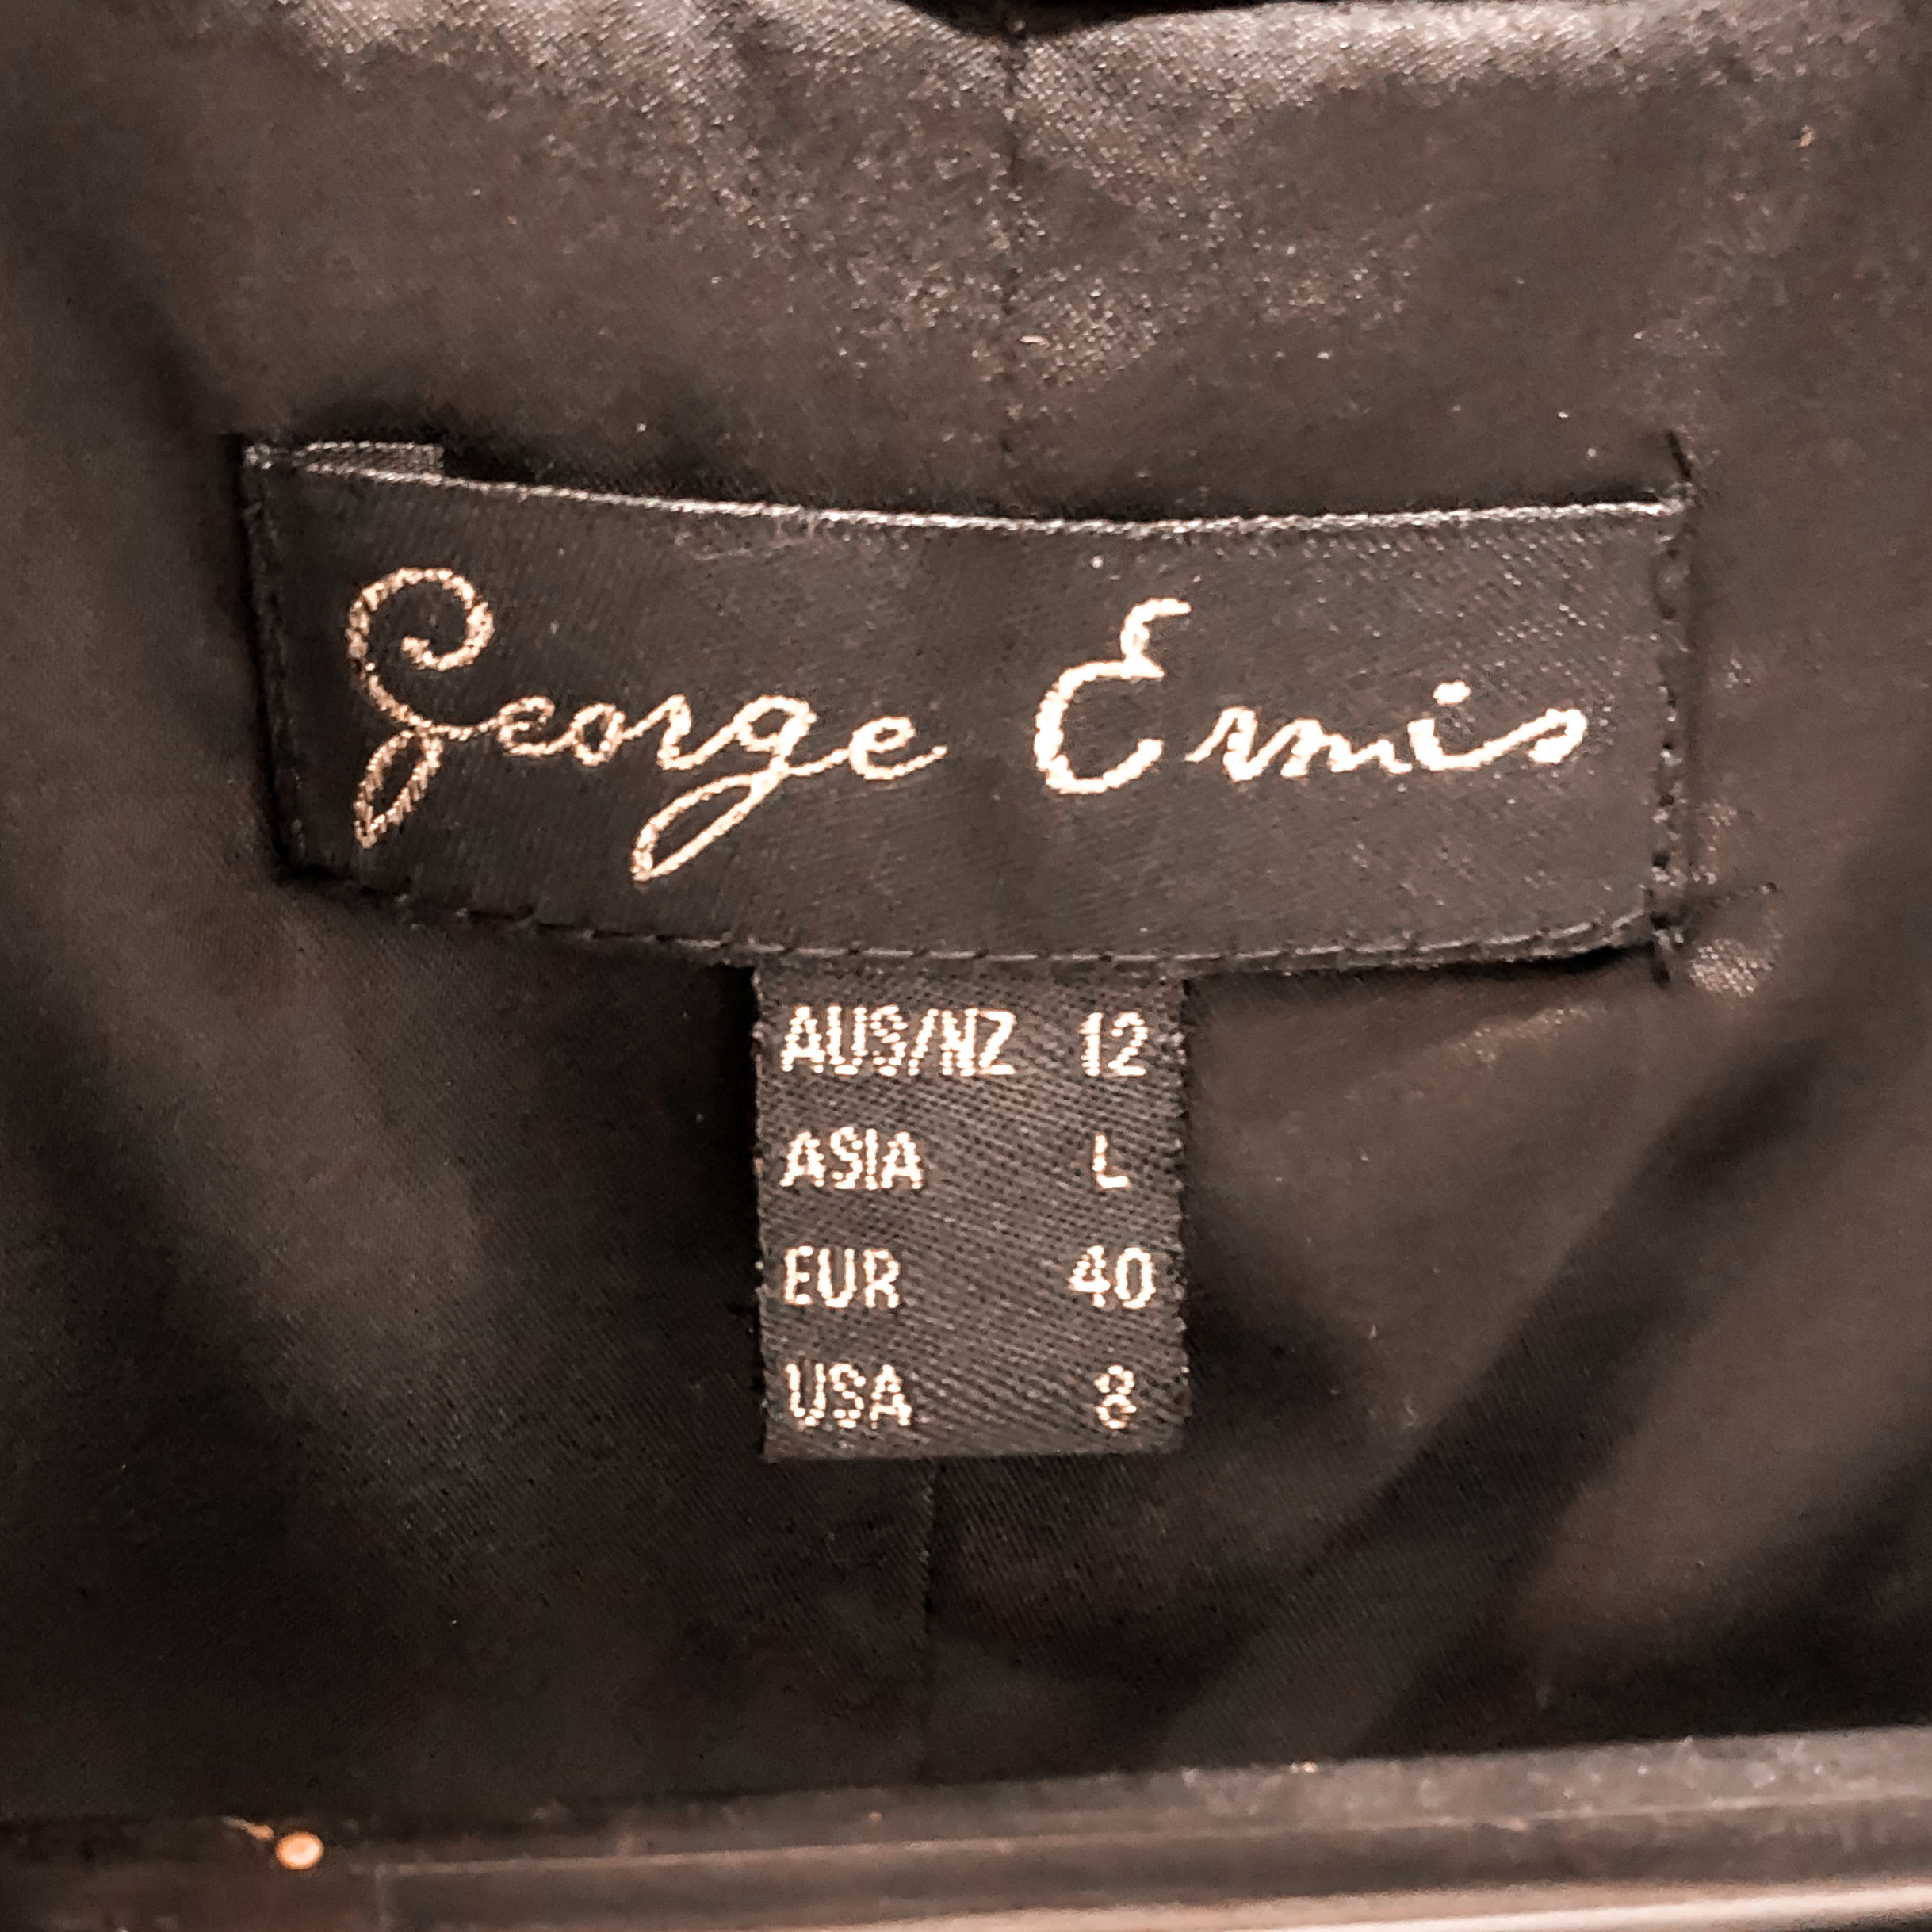 George Ermis
AUS/NZ 12
ASIA L
EUR 40
USA 8